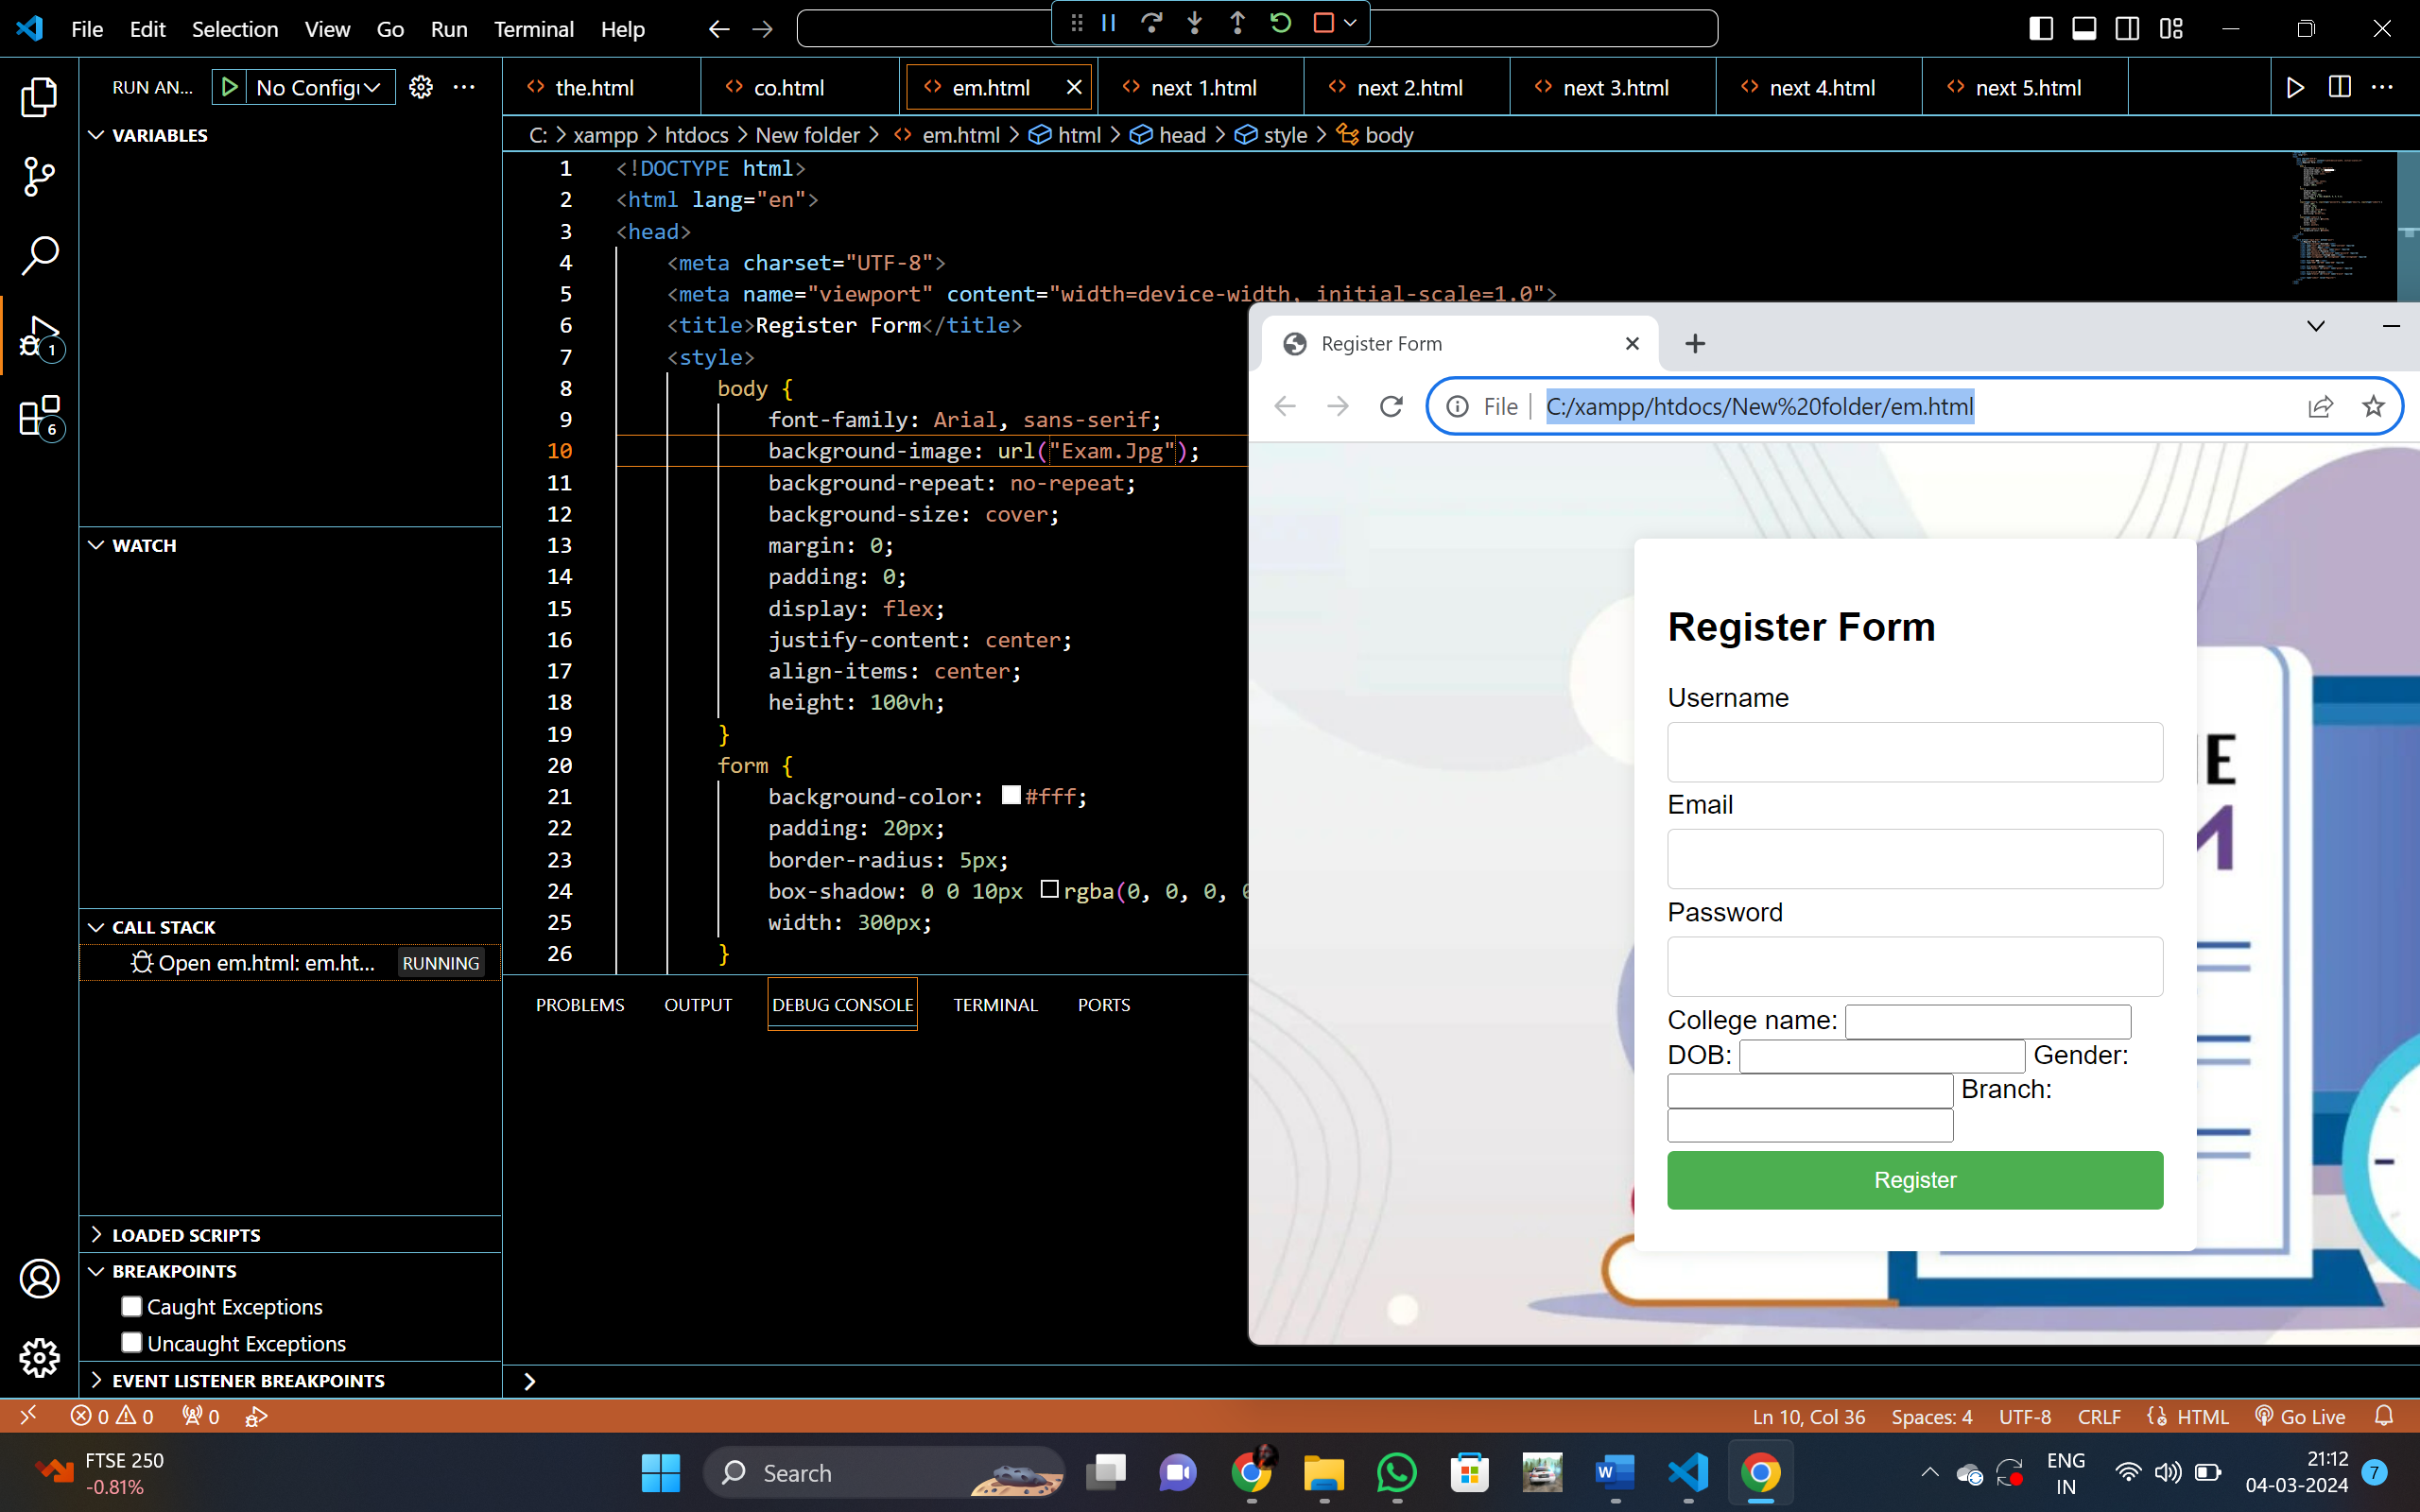 File Edit Selection View Go Run Terminal Help
RUN AN... No Config
the.html co.html em.html next 1.html next 2.html next 3.html next 4.html next 5.html
C: > xampp > htdocs > New folder > em.html > html > head > style > body
VARIABLES
WATCH
CALL STACK
Open em.html: em.ht... RUNNING
LOADED SCRIPTS
BREAKPOINTS
Caught Exceptions
Uncaught Exceptions
EVENT LISTENER BREAKPOINTS
1
6
1 <!DOCTYPE html>
2 <html lang="en">
3 <head>
4 <meta charset="UTF-8">
5 <meta name="viewport" content="width=device-width, initial-scale=1.0">
6 <title>Register Form</title>
7 <style>
8 body {
9 font-family: Arial, sans-serif;
10 background-image: url("Exam.Jpg");
11 background-repeat: no-repeat;
12 background-size: cover;
13 margin: 0;
14 padding: 0;
15 display: flex;
16 justify-content: center;
17 align-items: center;
18 height: 100vh;
19 }
20 form {
21 background-color: #fff;
22 padding: 20px;
23 border-radius: 5px;
24 box-shadow: 0 0 10px rgba(0, 0, 0,
25 width: 300px;
26 }
PROBLEMS OUTPUT DEBUG CONSOLE TERMINAL PORTS
Register Form
File C:/xampp/htdocs/New%20folder/em.html
Register Form
Username
Email
Password
College name:
DOB: Gender:
Branch:
Register
E
M
0 0 0 Ln 10, Col 36 Spaces: 4 UTF-8 CRLF HTML Go Live
FTSE 250
-0.81%
Search
ENG
IN
21:12
04-03-2024
7